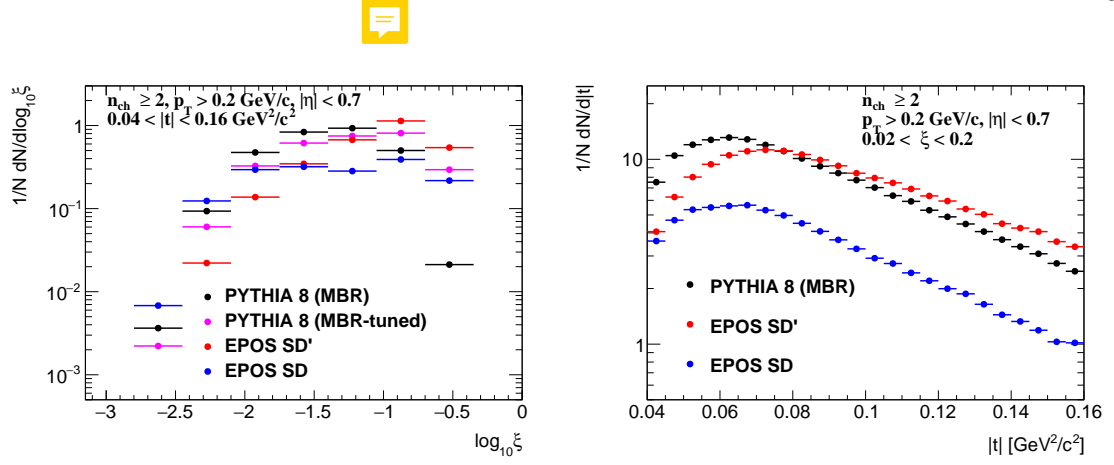 n_ch ≥ 2, p_T > 0.2 GeV/c, |η| < 0.7
0.04 < |t| < 0.16 GeV²/c²
1/N dN/dlog₁₀ξ
1
10⁻¹
10⁻²
10⁻³
PYTHIA 8 (MBR)
PYTHIA 8 (MBR-tuned)
EPOS SD'
EPOS SD
−3 −2.5 −2 −1.5 −1 −0.5 0
log₁₀ξ
n_ch ≥ 2
p_T > 0.2 GeV/c, |η| < 0.7
0.02 < ξ < 0.2
1/N dN/d|t|
10
1
PYTHIA 8 (MBR)
EPOS SD'
EPOS SD
0.04 0.06 0.08 0.1 0.12 0.14 0.16
|t| [GeV²/c²]